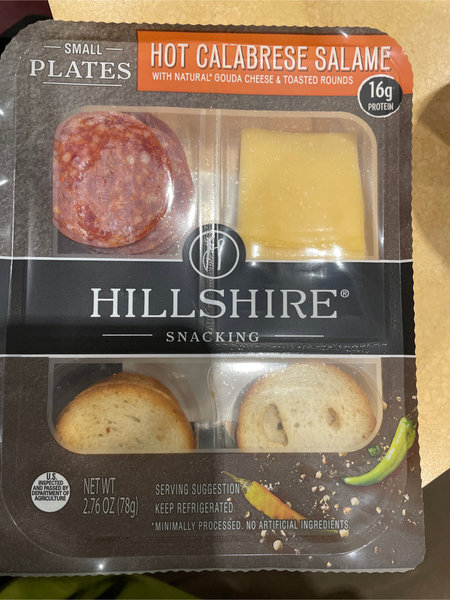 SMALL
PLATES
HOT CALABRESE SALAME
WITH NATURAL* GOUDA CHEESE & TOASTED ROUNDS
16g
PROTEIN
HILLSHIRE®
SNACKING
U.S.
INSPECTED
AND PASSED BY
DEPARTMENT OF
AGRICULTURE
NET WT
2.76 OZ (78g)
SERVING SUGGESTION
KEEP REFRIGERATED
*MINIMALLY PROCESSED. NO ARTIFICIAL INGREDIENTS.